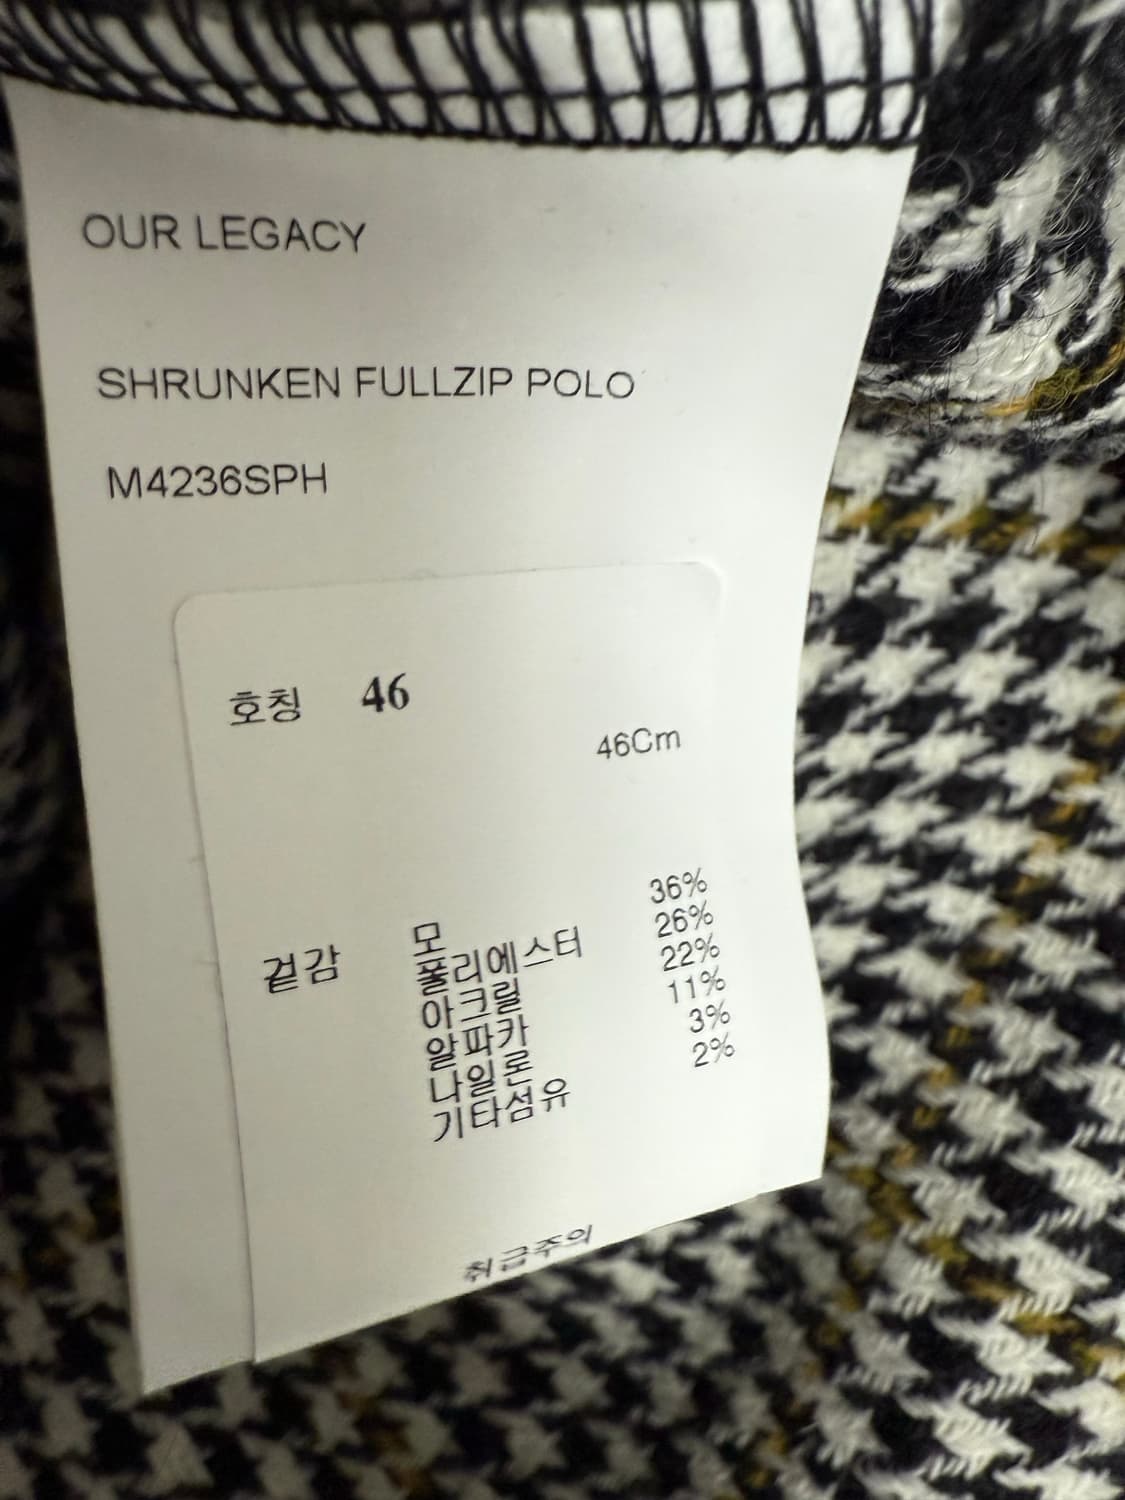 OUR LEGACY
SHRUNKEN FULLZIP POLO
M4236SPH
호칭 46
46Cm
겉감 모 36%
폴리에스터 26%
아크릴 22%
알파카 11%
나일론 3%
기타섬유 2%
취급주의